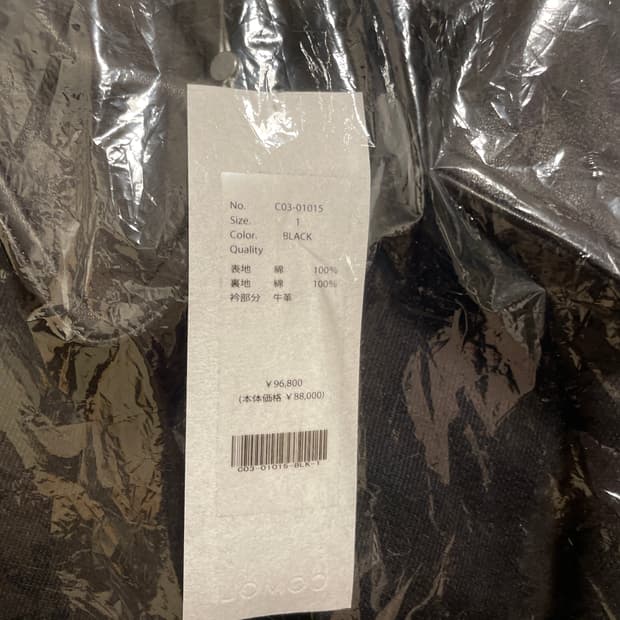 No. C03-01015
Size. 1
Color. BLACK
Quality
表地 綿 100%
裏地 綿 100%
衿部分 牛革
￥96,800
(本体価格 ￥88,000)
C03-01015-BLK-1